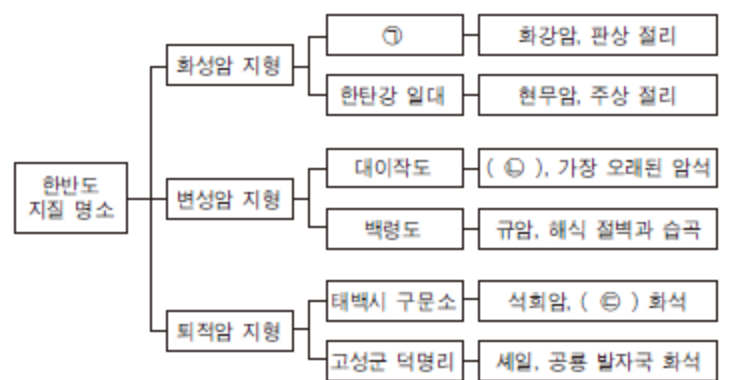 한반도
지질 명소
화성암 지형
㉠
화강암, 판상 절리
한탄강 일대
현무암, 주상 절리
변성암 지형
대이작도
( ㉡ ), 가장 오래된 암석
백령도
규암, 해식 절벽과 습곡
퇴적암 지형
태백시 구문소
석회암, ( ㉢ ) 화석
고성군 덕명리
셰일, 공룡 발자국 화석